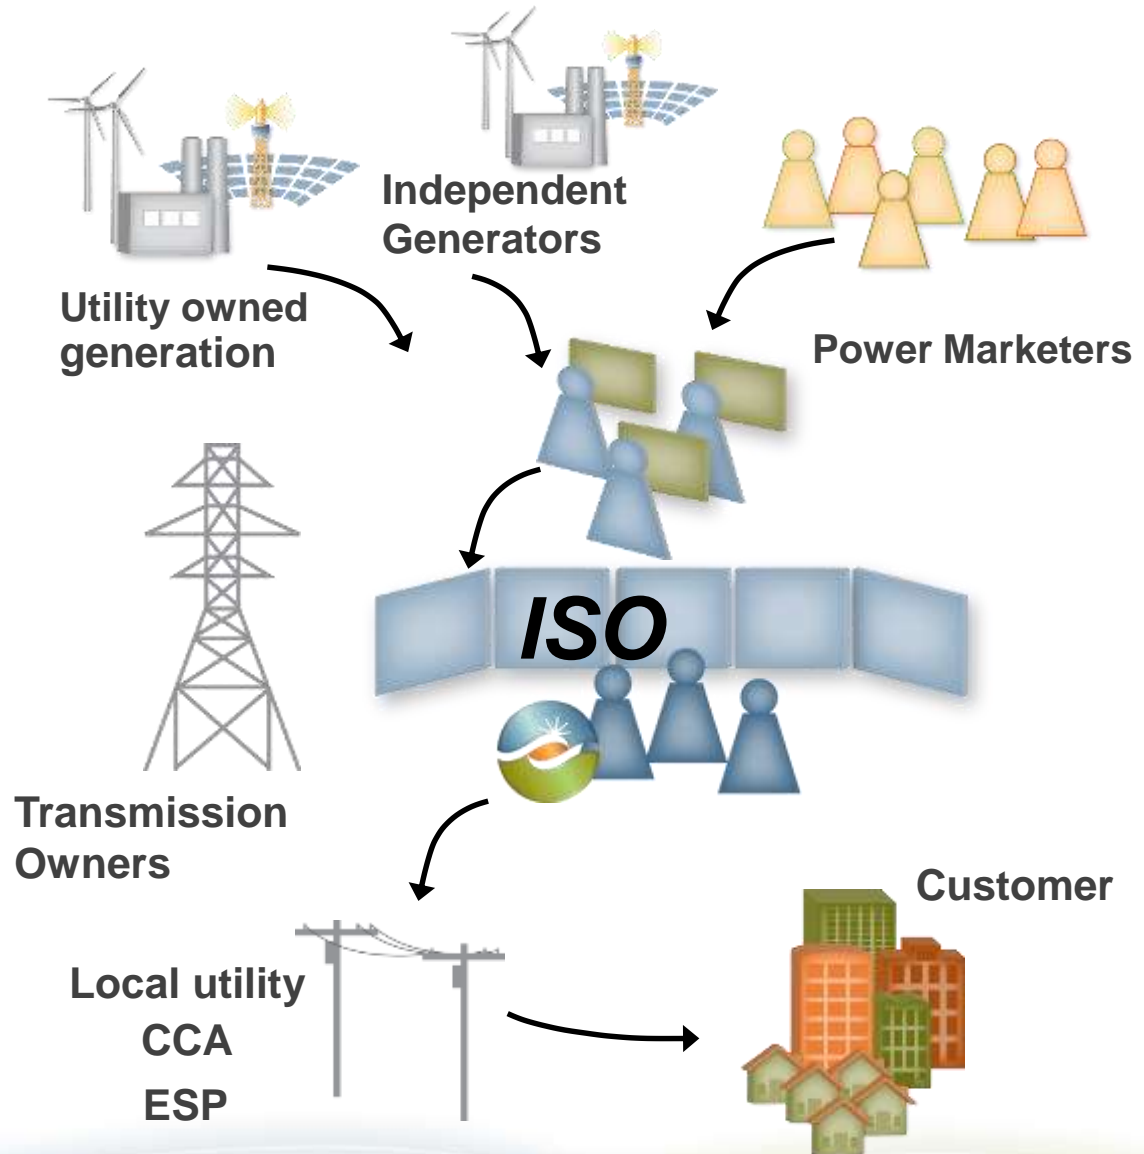 Independent
Generators
Utility owned
generation
Power Marketers
ISO
Transmission
Owners
Customer
Local utility
CCA
ESP